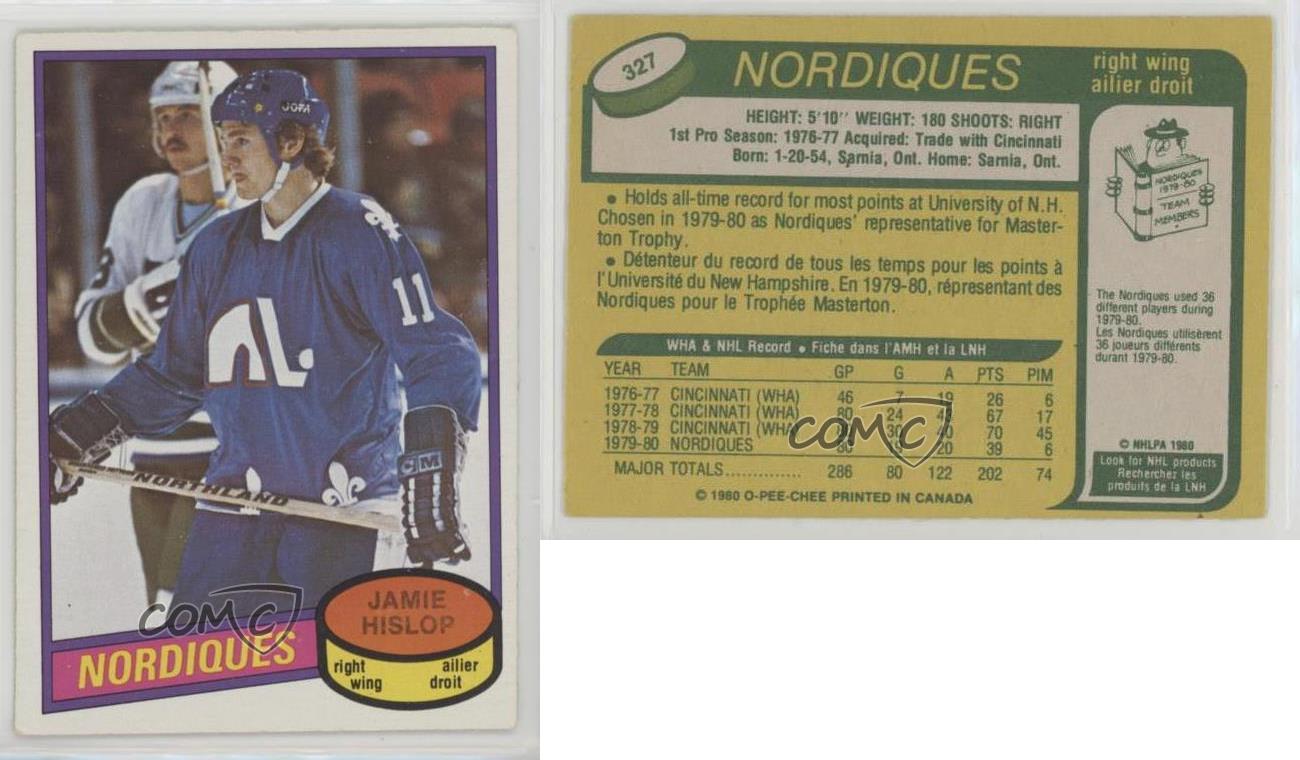 JOFA
11
NORTHLAND
CM
COMC
NORDIQUES
JAMIE
HISLOP
right ailier
wing droit
327
NORDIQUES
right wing
ailier droit
HEIGHT: 5'10'' WEIGHT: 180 SHOOTS: RIGHT
1st Pro Season: 1976-77 Acquired: Trade with Cincinnati
Born: 1-20-54, Sarnia, Ont. Home: Sarnia, Ont.
• Holds all-time record for most points at University of N.H.
Chosen in 1979-80 as Nordiques' representative for Master-
ton Trophy.
• Détenteur du record de tous les temps pour les points à
l'Université du New Hampshire. En 1979-80, réprésentant des
Nordiques pour le Trophée Masterton.
WHA & NHL Record • Fiche dans l'AMH et la LNH
YEAR TEAM GP G A PTS PIM
1976-77 CINCINNATI (WHA) 46 7 19 26 6
1977-78 CINCINNATI (WHA) 80 24 67 17
1978-79 CINCINNATI (WHA) 30 40 70 45
1979-80 NORDIQUES 80 20 39 6
MAJOR TOTALS............. 286 80 122 202 74
COMC
© 1980 O-PEE-CHEE PRINTED IN CANADA
NORDIQUES
1979-80
TEAM
MEMBERS
The Nordiques used 36
different players during
1979-80.
Les Nordiques utilisèrent
36 joueurs différents
durant 1979-80.
© NHLPA 1980
Look for NHL products
Recherchez les
produits de la LNH